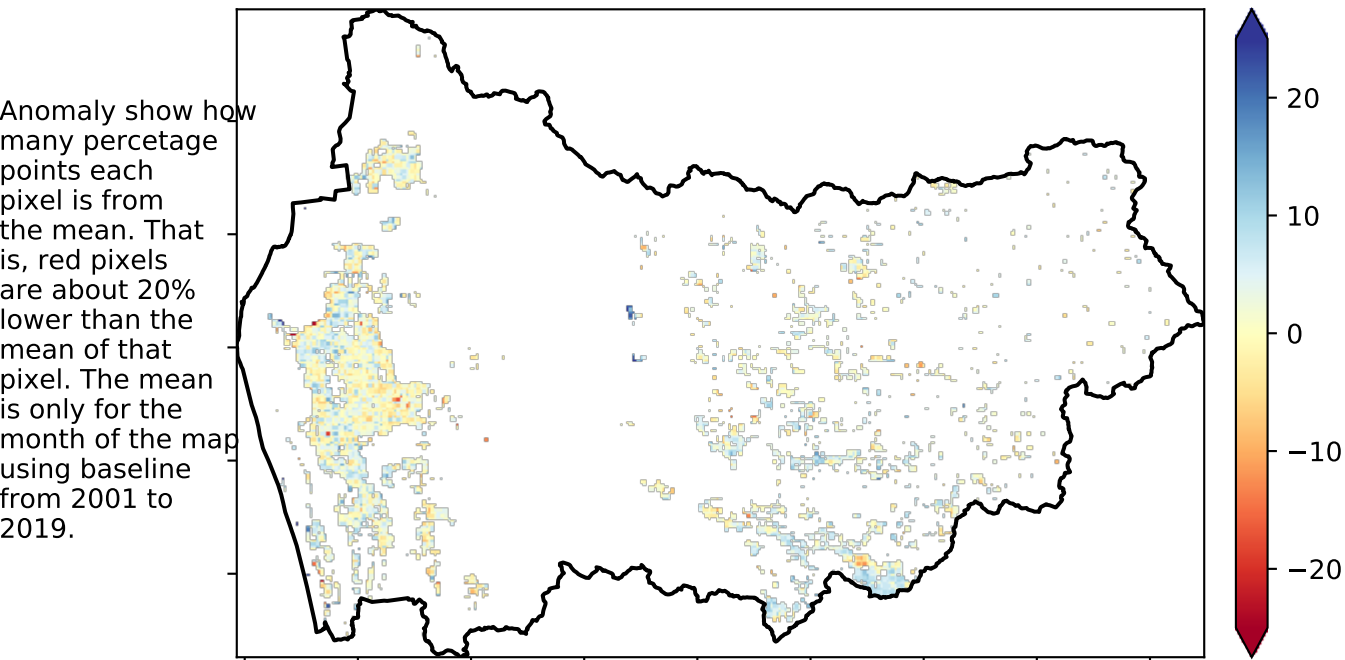 Anomaly show how
many percetage
points each
pixel is from
the mean. That
is, red pixels
are about 20%
lower than the
mean of that
pixel. The mean
is only for the
month of the map
using baseline
from 2001 to
2019.
20
10
0
−10
−20